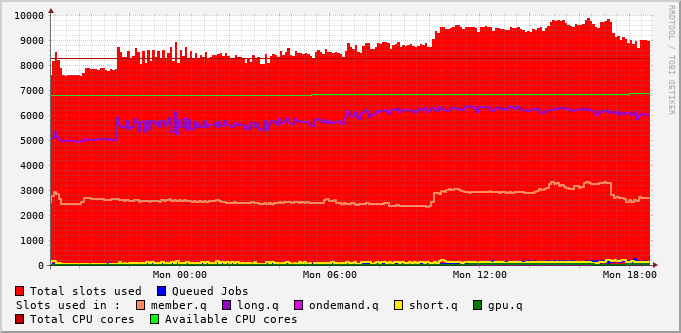 10000
9000
8000
7000
6000
5000
4000
3000
2000
1000
0
Mon 00:00 Mon 06:00 Mon 12:00 Mon 18:00
RRDTOOL / TOBI OETIKER
Total slots used Queued Jobs
Slots used in : member.q long.q ondemand.q short.q gpu.q
Total CPU cores Available CPU cores